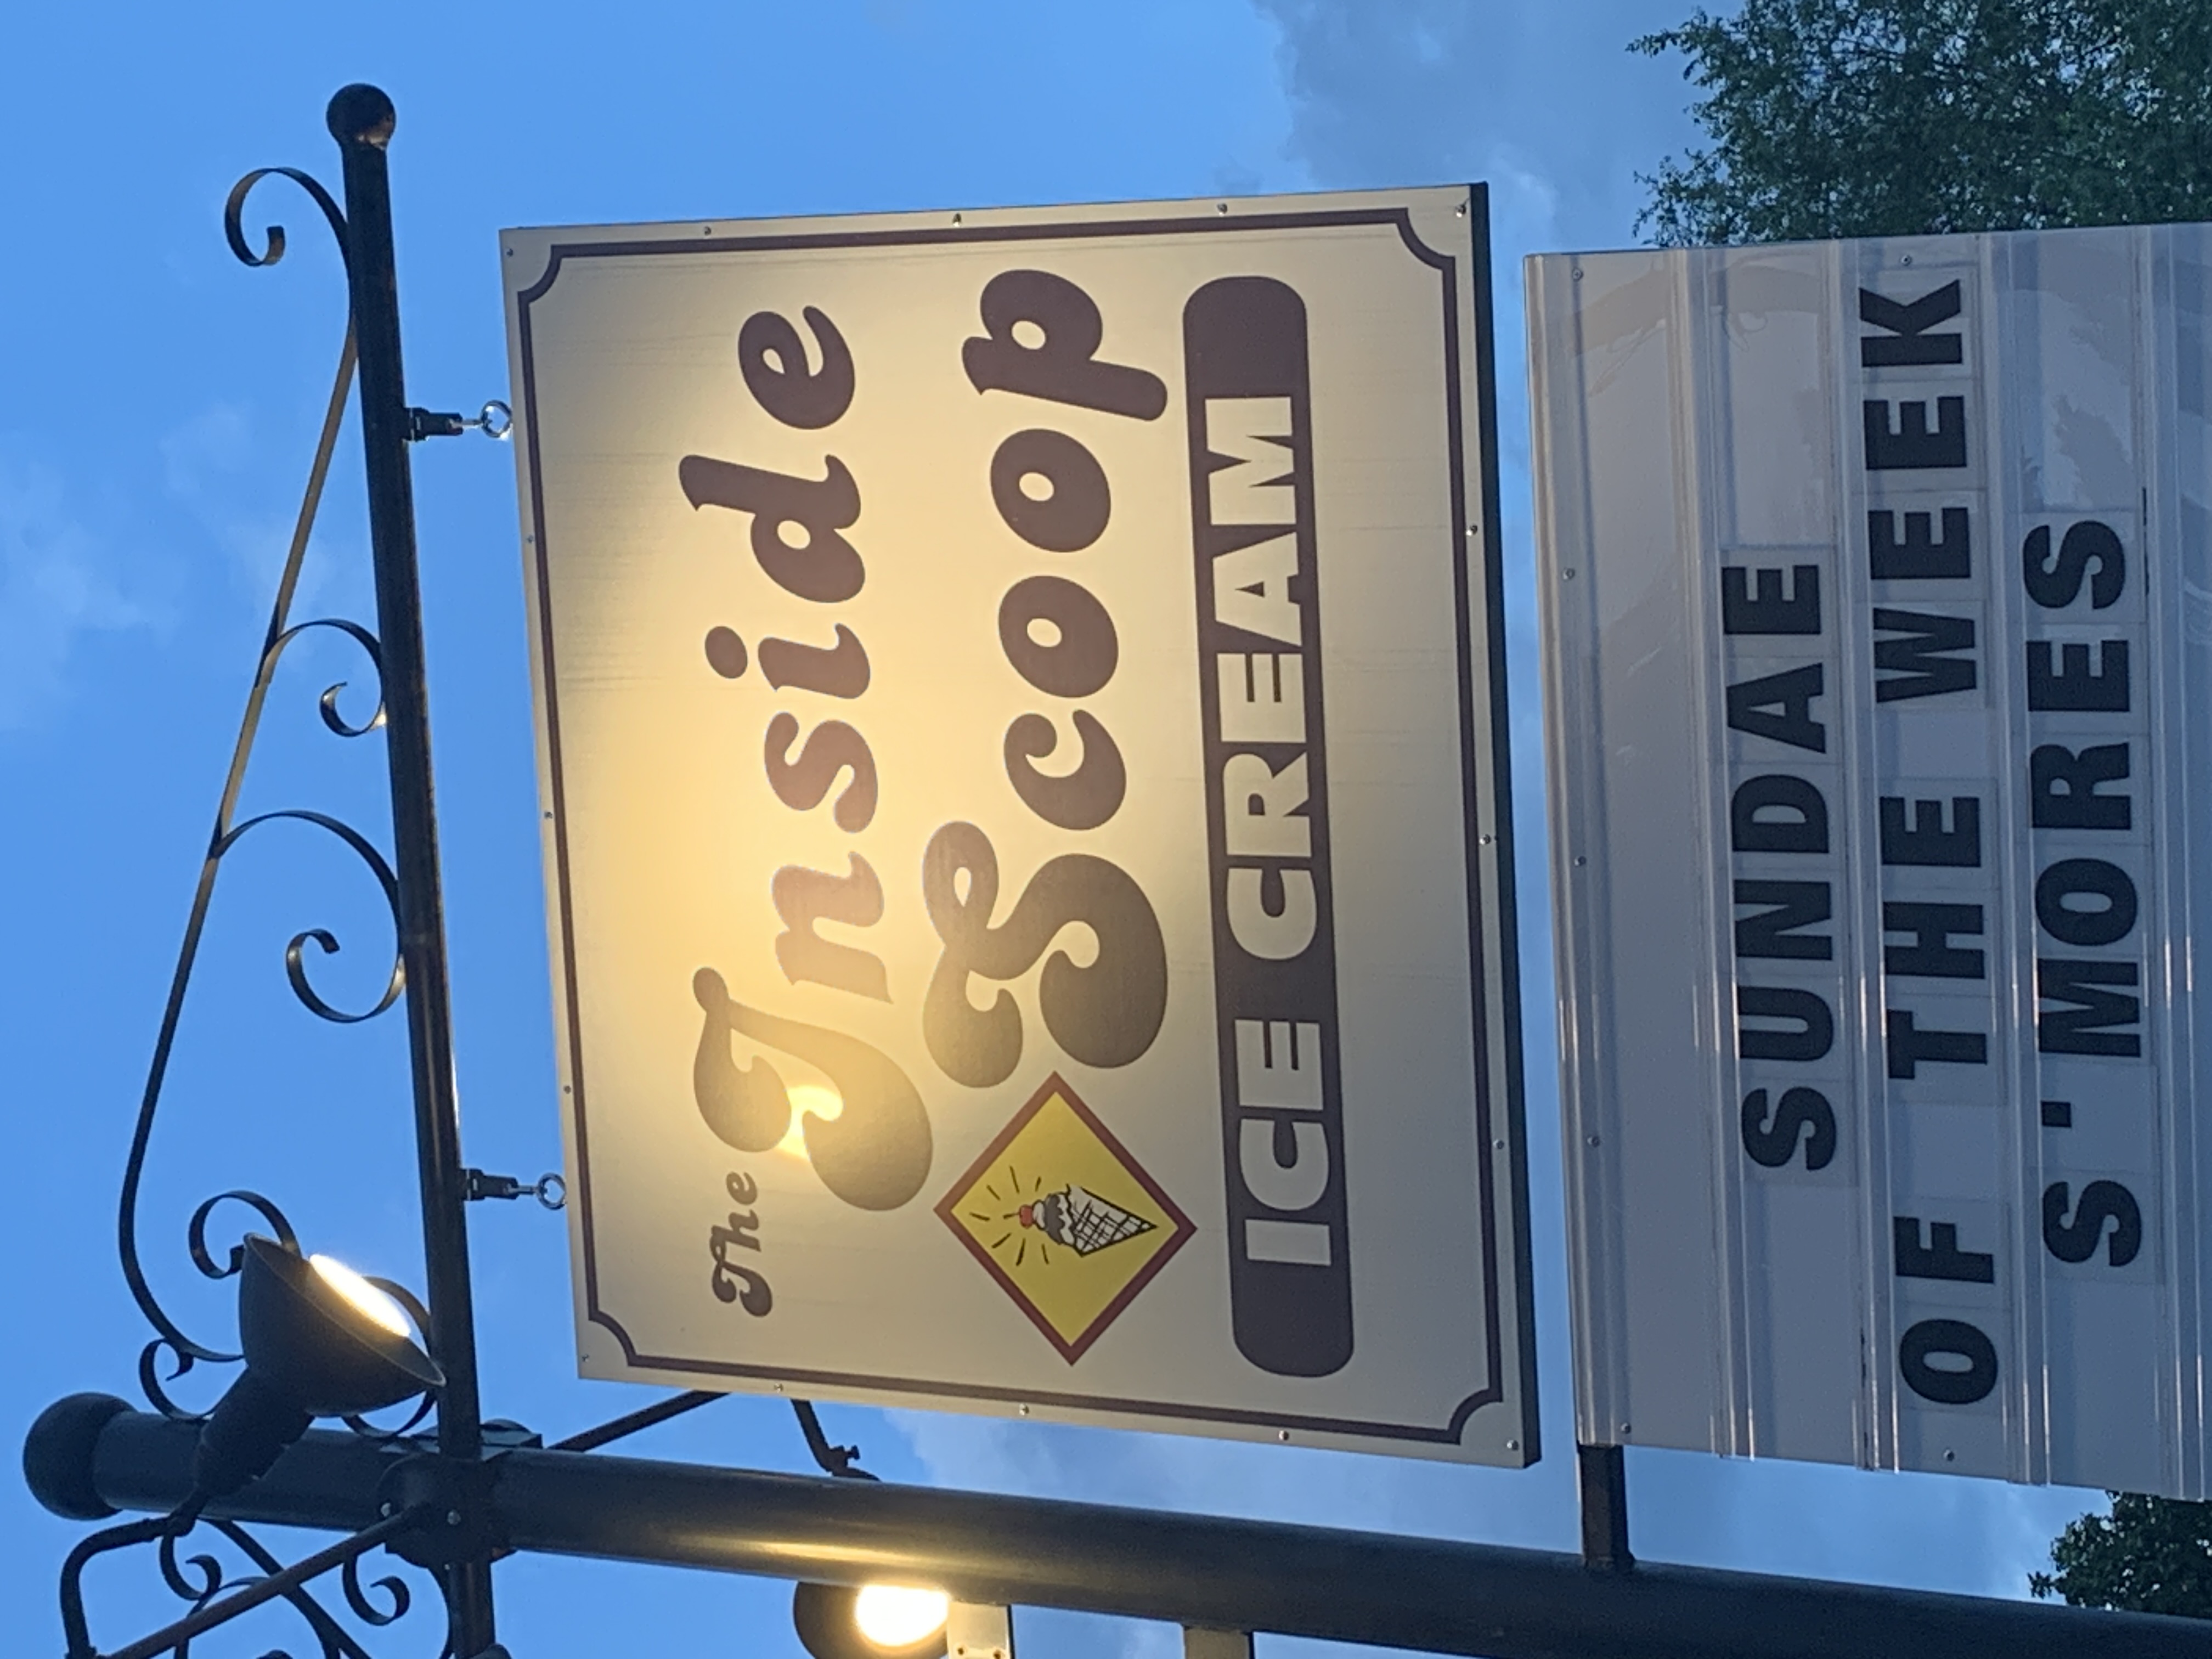 The Inside
Scoop
ICE CREAM
SUNDAE
OF THE WEEK
S'MORES